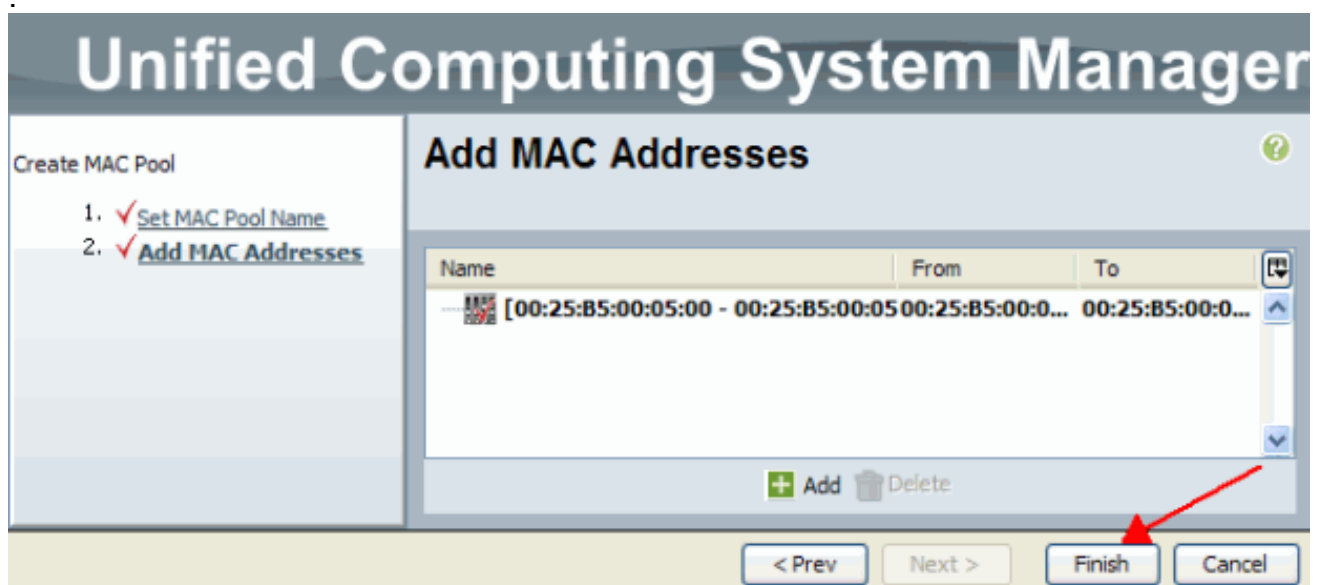 .
Unified Computing System Manager
Create MAC Pool
1. Set MAC Pool Name
2. Add MAC Addresses
Add MAC Addresses
?
Name From To
[00:25:B5:00:05:00 - 00:25:B5:00:05 00:25:B5:00:0... 00:25:B5:00:0...
Add Delete
< Prev Next > Finish Cancel